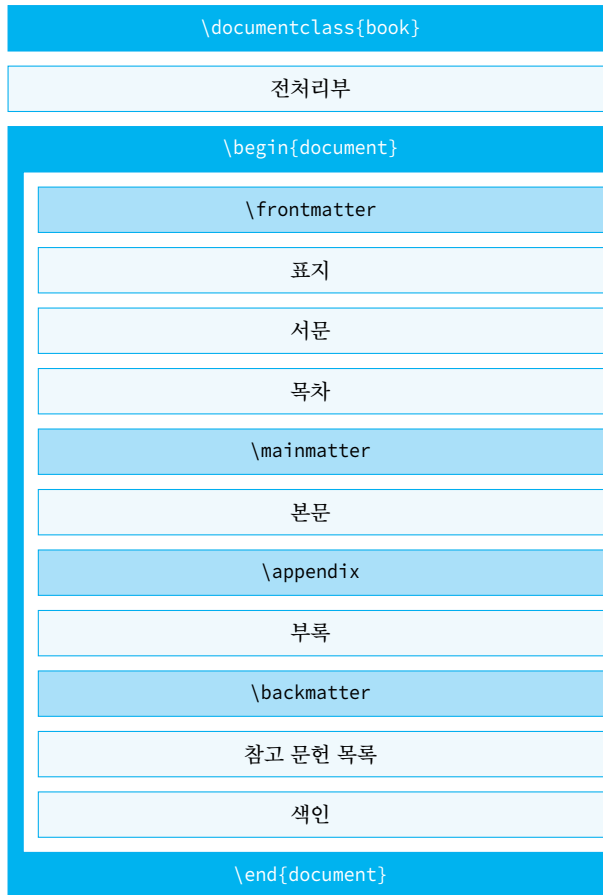 \documentclass{book}
전처리부
\begin{document}
\frontmatter
표지
서문
목차
\mainmatter
본문
\appendix
부록
\backmatter
참고 문헌 목록
색인
\end{document}